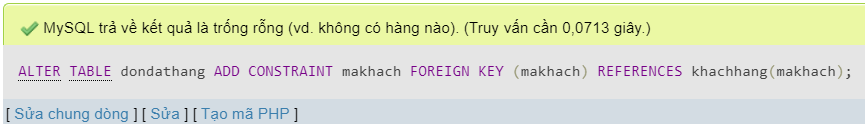 MySQL trả về kết quả là trống rỗng (vd. không có hàng nào). (Truy vấn cần 0,0713 giây.)
ALTER TABLE dondathang ADD CONSTRAINT makhach FOREIGN KEY (makhach) REFERENCES khachhang(makhach);
[ Sửa chung dòng ] [ Sửa ] [ Tạo mã PHP ]